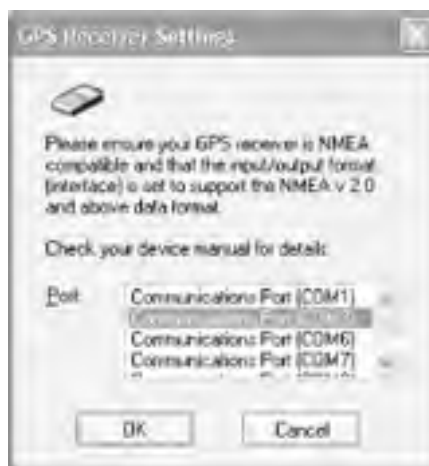 GPS Receiver Settings
Please ensure your GPS receiver is NMEA
compatible and that the input/output format
(interface) is set to support the NMEA v 2.0
and above data format.
Check your device manual for details
Port
Communications Port (COM1)
Communications Port
Communications Port (COM6)
Communications Port (COM7)
OK
Cancel